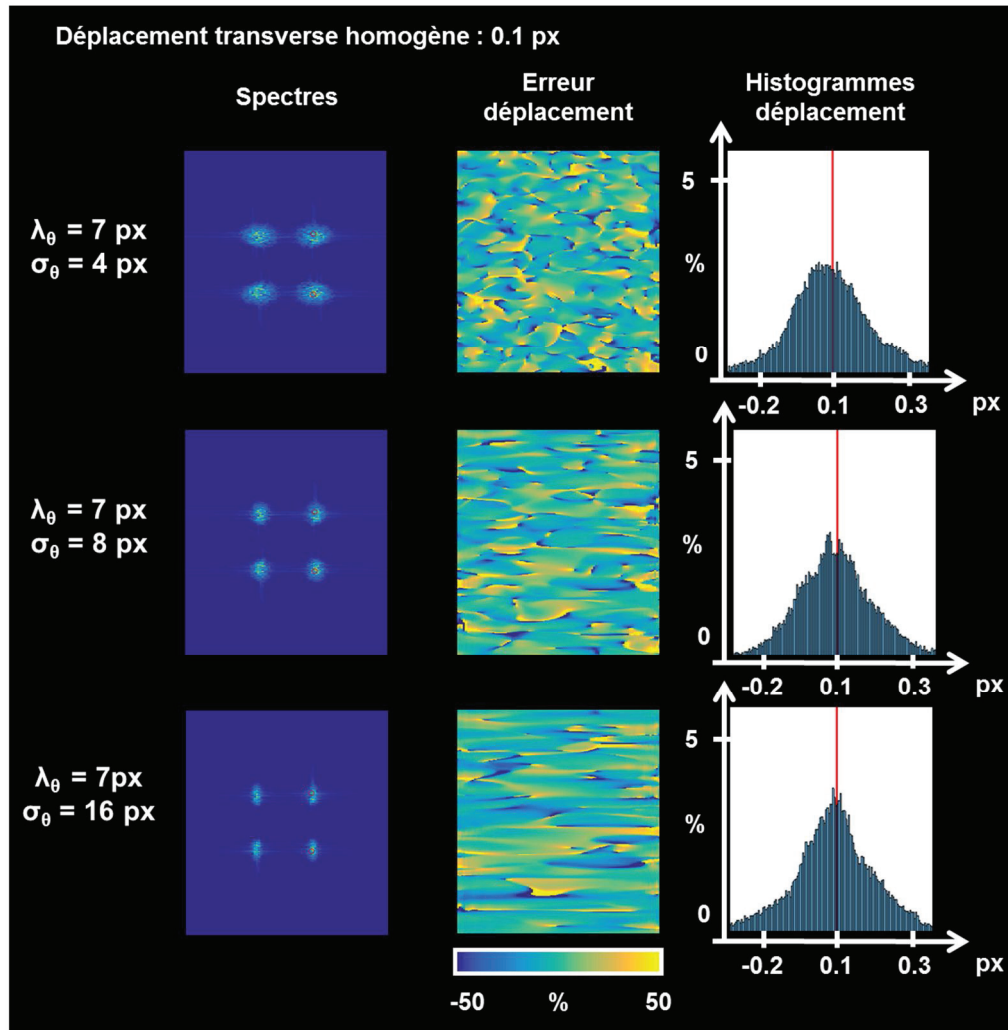 Déplacement transverse homogène : 0.1 px
Spectres
Erreur
déplacement
Histogrammes
déplacement
λθ = 7 px
σθ = 4 px
5
%
0
-0.2 0.1 0.3 px
λθ = 7 px
σθ = 8 px
5
%
0
-0.2 0.1 0.3 px
λθ = 7px
σθ = 16 px
5
%
0
-0.2 0.1 0.3 px
-50 % 50